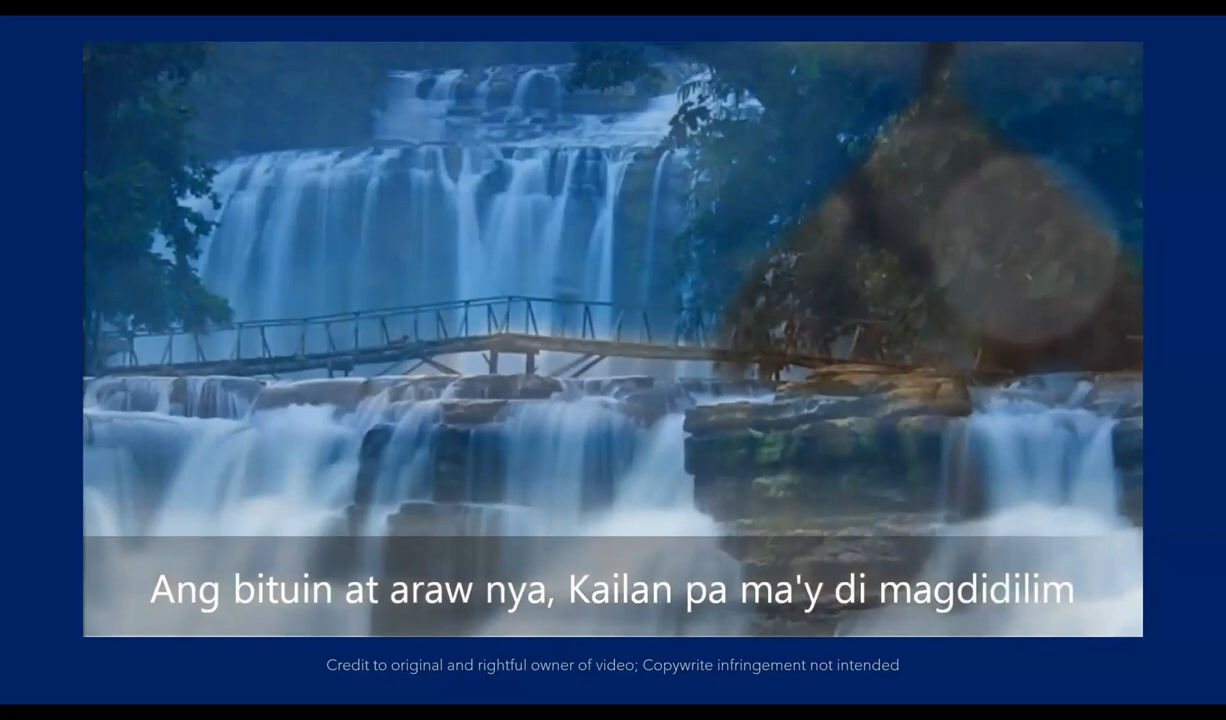 Ang bituin at araw nya, Kailan pa ma'y di magdidilim
Credit to original and rightful owner of video; Copywrite infringement not intended